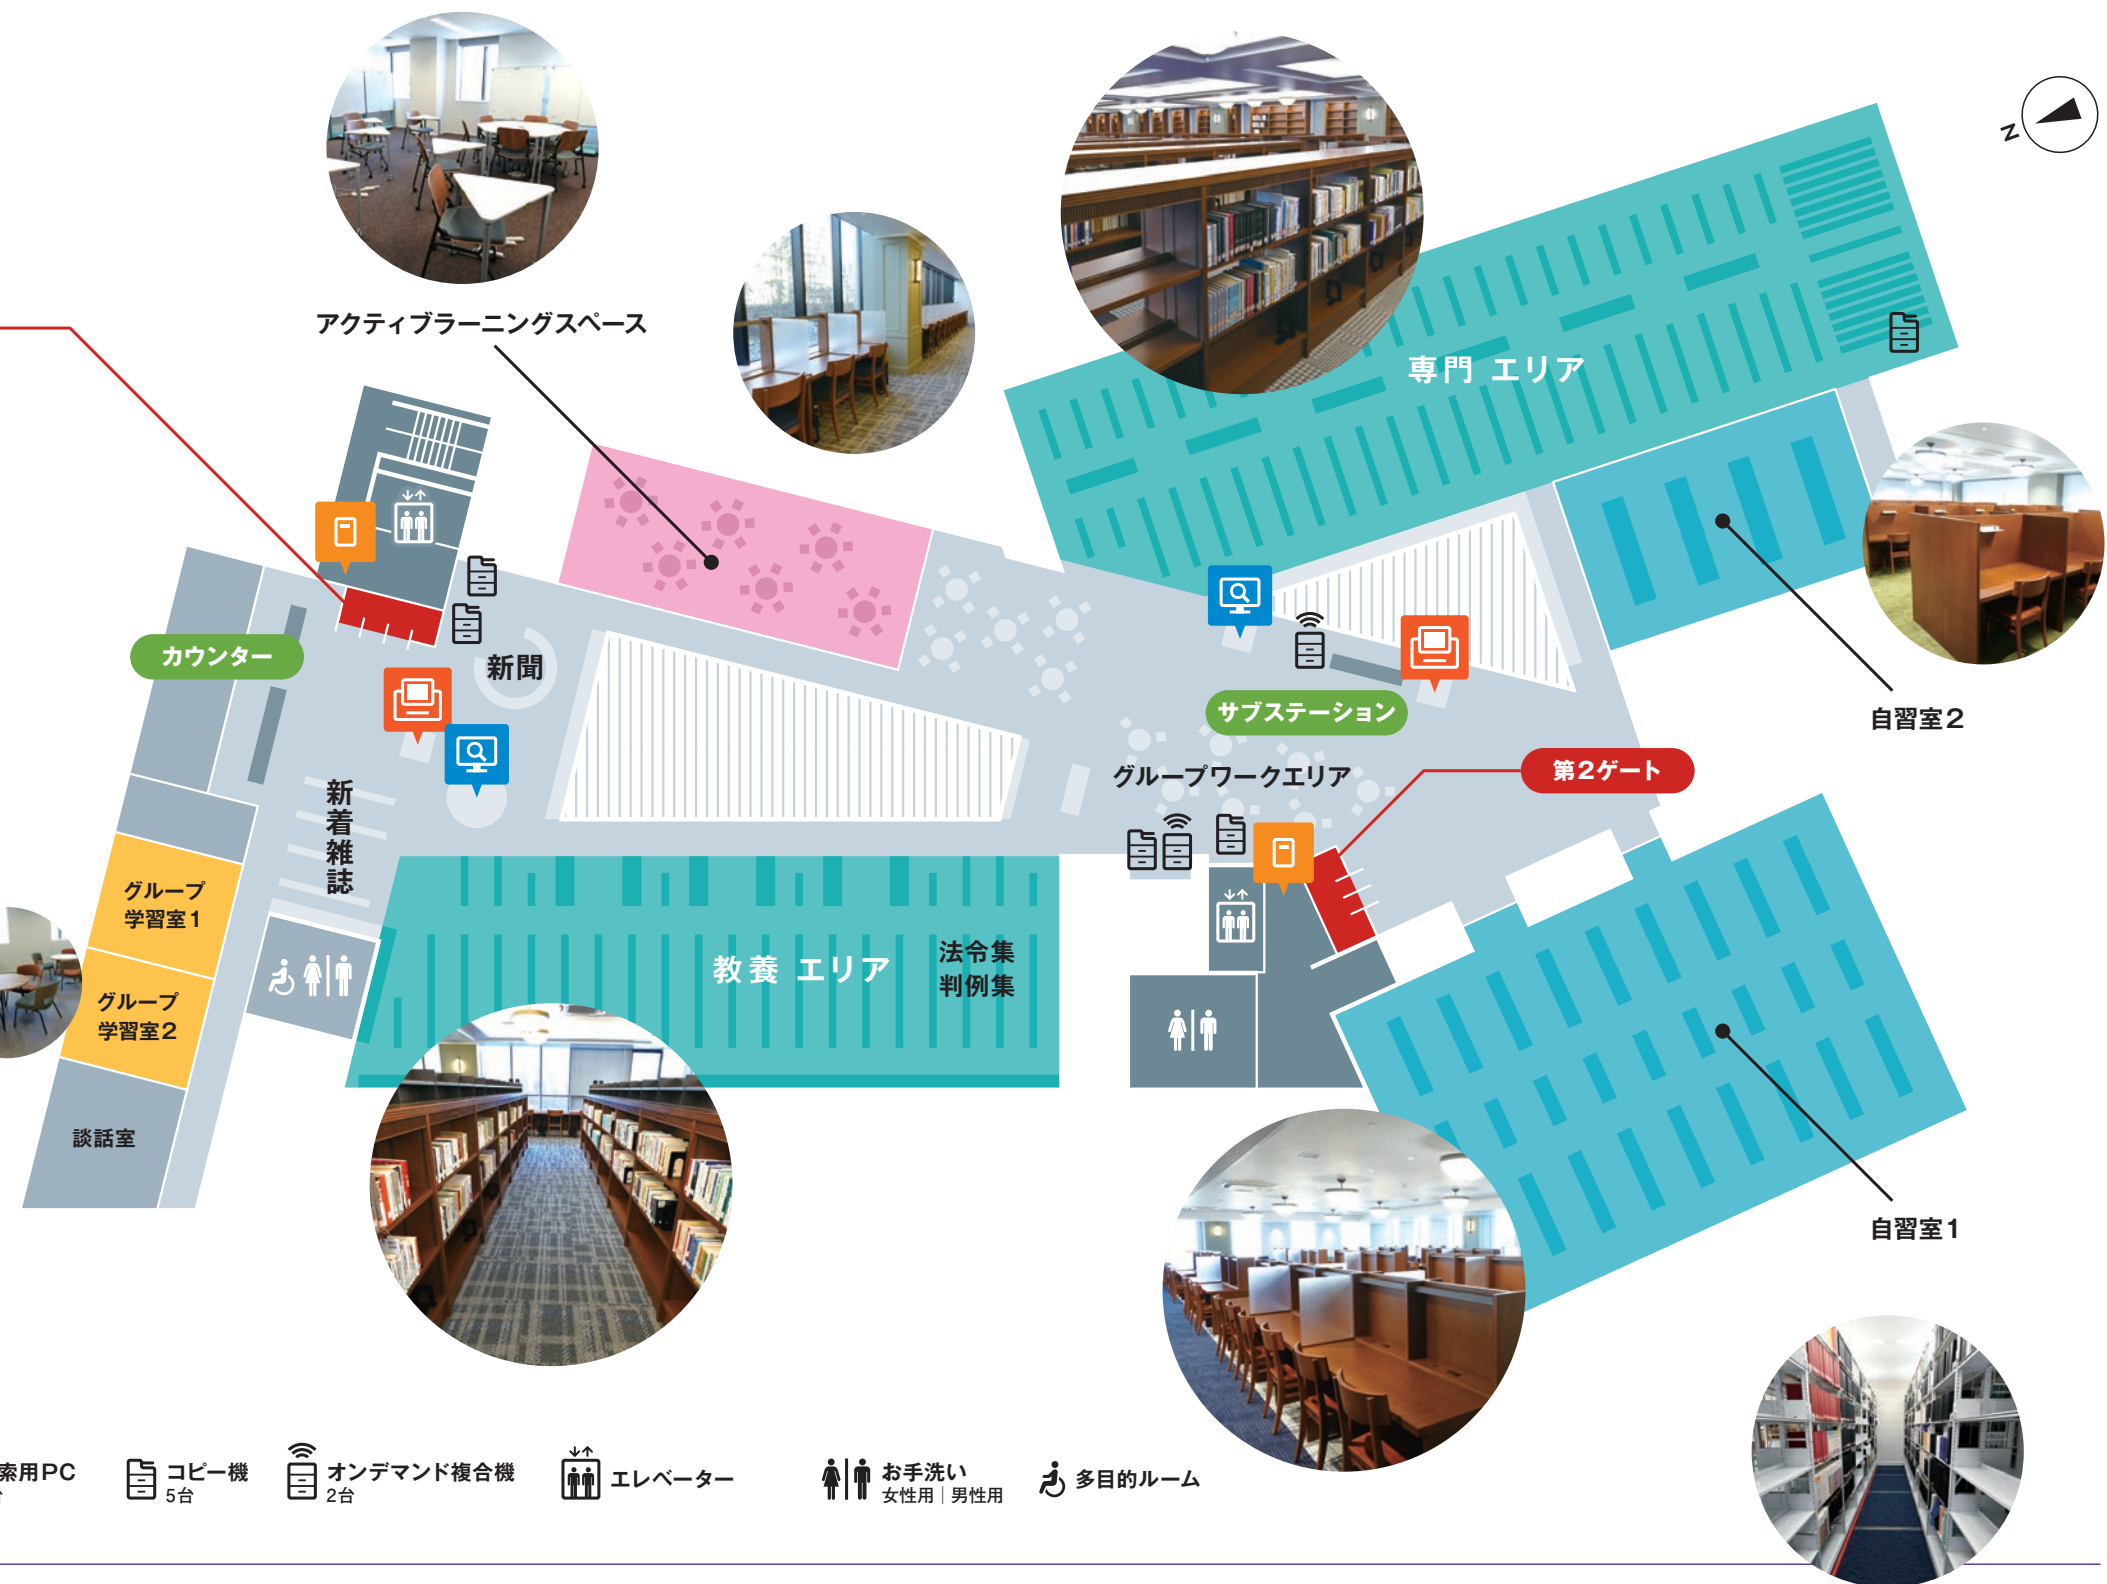 N
アクティブラーニングスペース
専門 エリア
カウンター
新聞
サブステーション
自習室2
第2ゲート
グループワークエリア
新着雑誌
グループ
学習室1
教養 エリア
法令集
判例集
グループ
学習室2
談話室
自習室1
索用PC
コピー機
5台
オンデマンド複合機
2台
エレベーター
お手洗い
女性用｜男性用
多目的ルーム